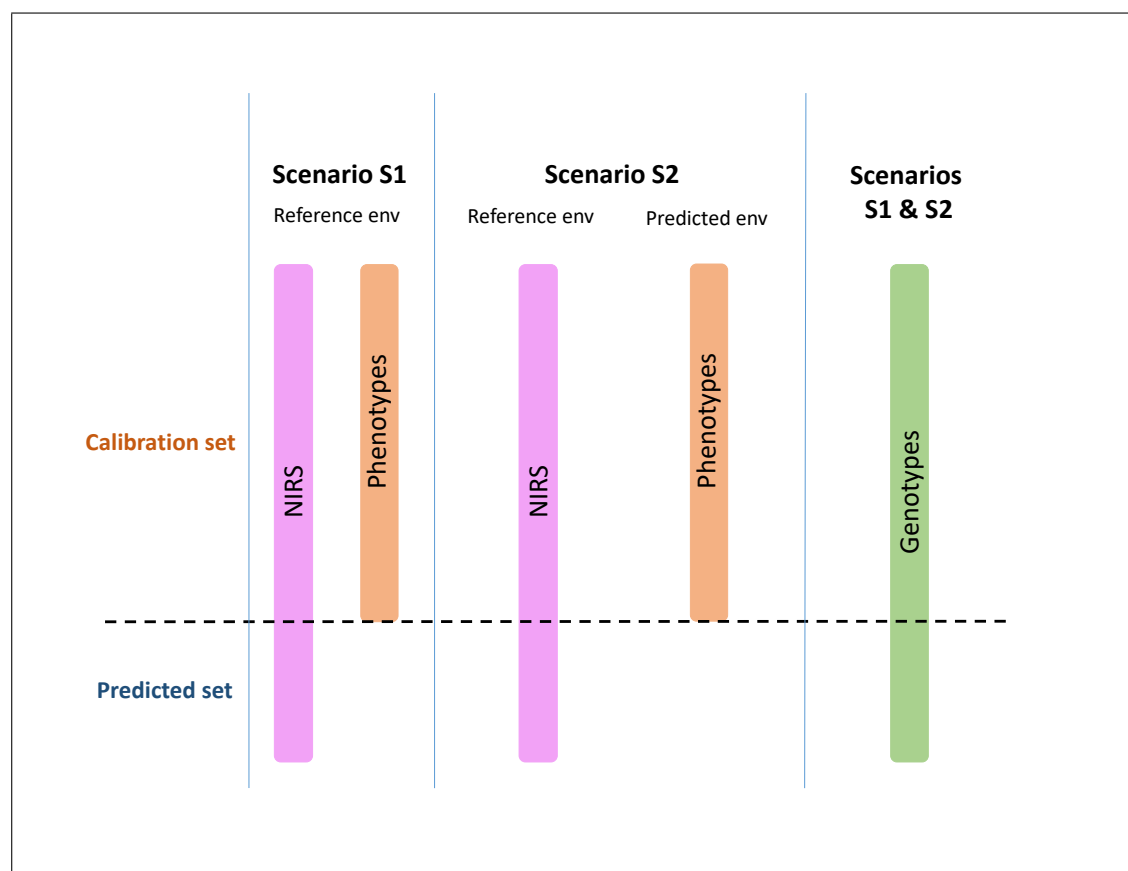 Scenario S1
Scenario S2
Scenarios
S1 & S2
Reference env
Reference env
Predicted env
NIRS
Phenotypes
NIRS
Phenotypes
Genotypes
Calibration set
Predicted set